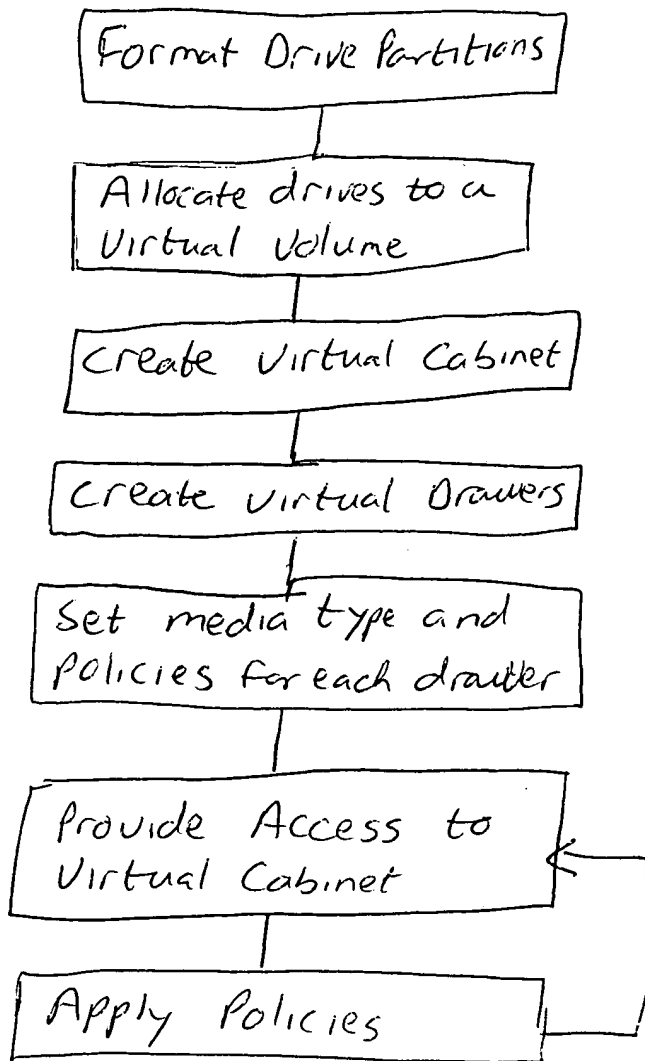 Format Drive Partitions
Allocate drives to a
Virtual Volume
Create Virtual Cabinet
Create Virtual Drawers
Set media type and
Policies for each drawer
Provide Access to
Virtual Cabinet
Apply Policies